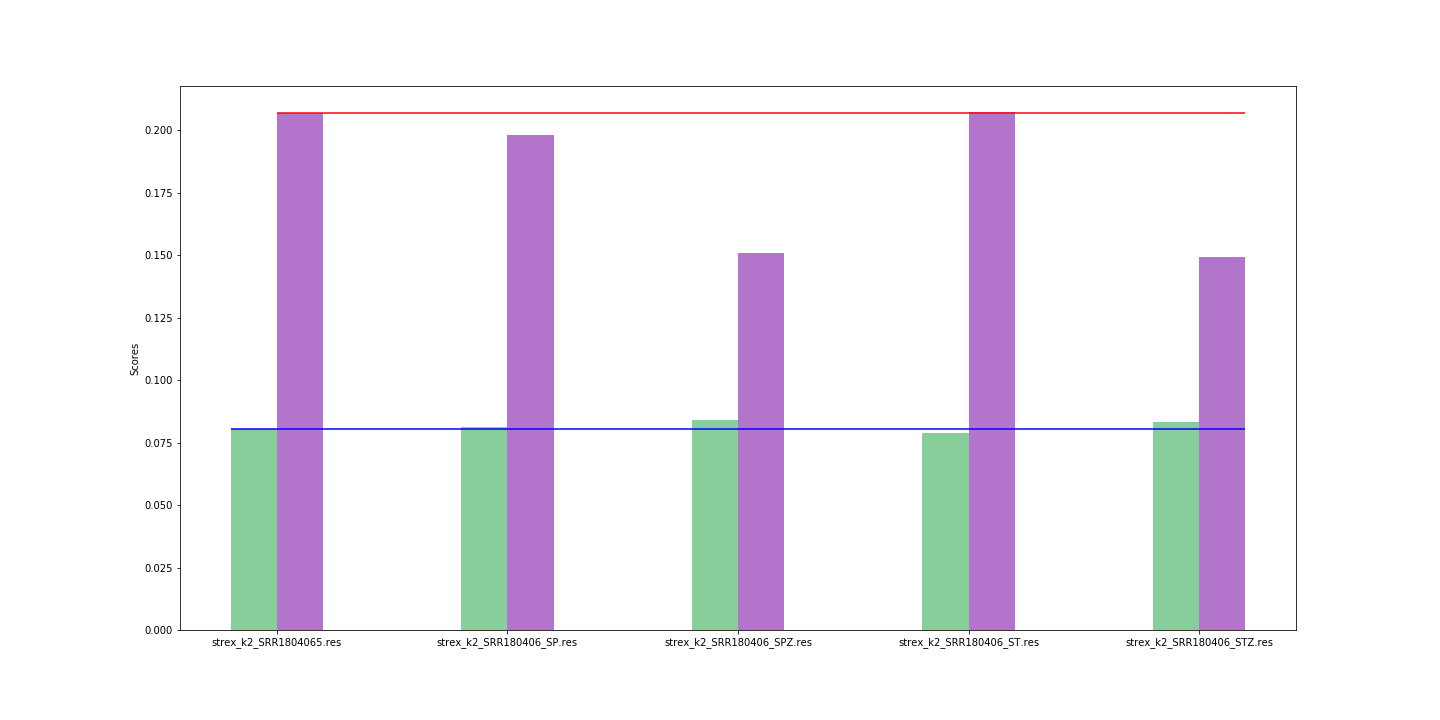 0.200
0.175
0.150
0.125
0.100
0.075
0.050
0.025
0.000
Scores
strex_k2_SRR1804065.res
strex_k2_SRR180406_SP.res
strex_k2_SRR180406_SPZ.res
strex_k2_SRR180406_ST.res
strex_k2_SRR180406_STZ.res